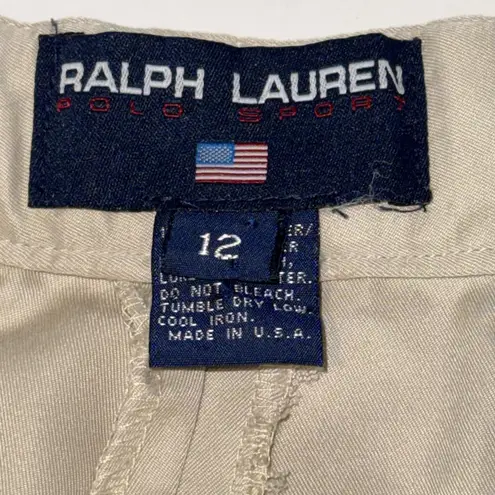 RALPH LAUREN
POLO SPORT
12
DO NOT BLEACH.
TUMBLE DRY LOW.
COOL IRON.
MADE IN U.S.A.